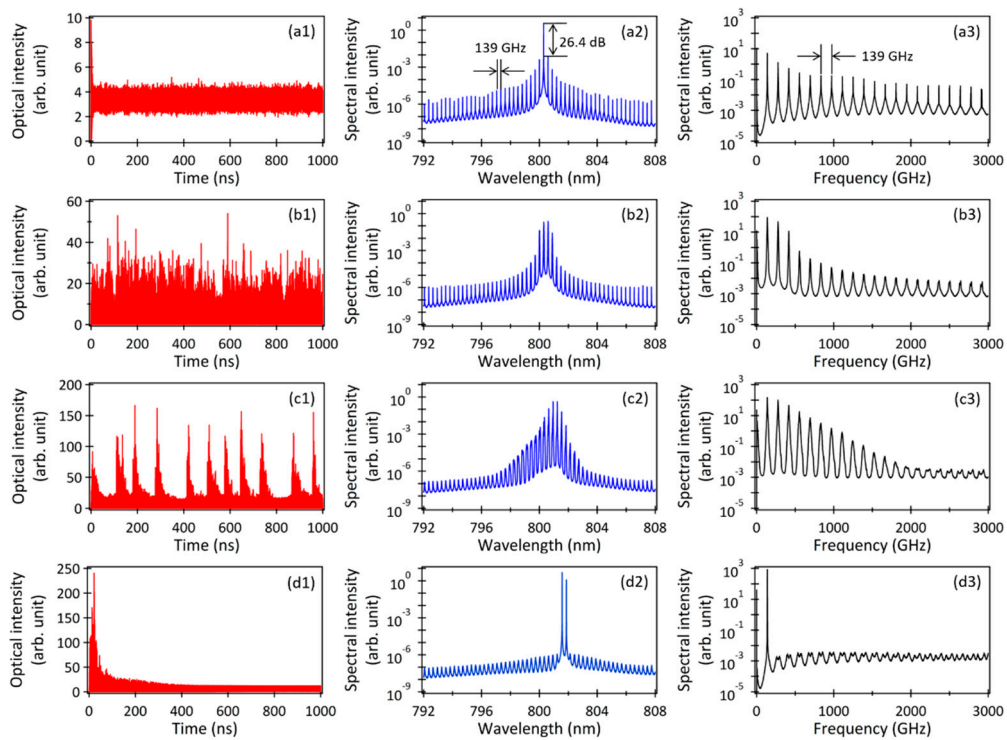 Optical intensity
(arb. unit)
10
8
6
4
2
0
(a1)
0 200 400 600 800 1000
Time (ns)
Spectral intensity
(arb. unit)
10^0
10^-3
10^-6
10^-9
139 GHz
26.4 dB
(a2)
792 796 800 804 808
Wavelength (nm)
Spectral intensity
(arb. unit)
10^3
10^1
10^-1
10^-3
10^-5
139 GHz
(a3)
0 1000 2000 3000
Frequency (GHz)
Optical intensity
(arb. unit)
60
40
20
0
(b1)
0 200 400 600 800 1000
Time (ns)
Spectral intensity
(arb. unit)
10^0
10^-3
10^-6
10^-9
(b2)
792 796 800 804 808
Wavelength (nm)
Spectral intensity
(arb. unit)
10^3
10^1
10^-1
10^-3
10^-5
(b3)
0 1000 2000 3000
Frequency (GHz)
Optical intensity
(arb. unit)
200
150
100
50
0
(c1)
0 200 400 600 800 1000
Time (ns)
Spectral intensity
(arb. unit)
10^0
10^-3
10^-6
10^-9
(c2)
792 796 800 804 808
Wavelength (nm)
Spectral intensity
(arb. unit)
10^3
10^1
10^-1
10^-3
10^-5
(c3)
0 1000 2000 3000
Frequency (GHz)
Optical intensity
(arb. unit)
250
200
150
100
50
0
(d1)
0 200 400 600 800 1000
Time (ns)
Spectral intensity
(arb. unit)
10^0
10^-3
10^-6
10^-9
(d2)
792 796 800 804 808
Wavelength (nm)
Spectral intensity
(arb. unit)
10^3
10^1
10^-1
10^-3
10^-5
(d3)
0 1000 2000 3000
Frequency (GHz)